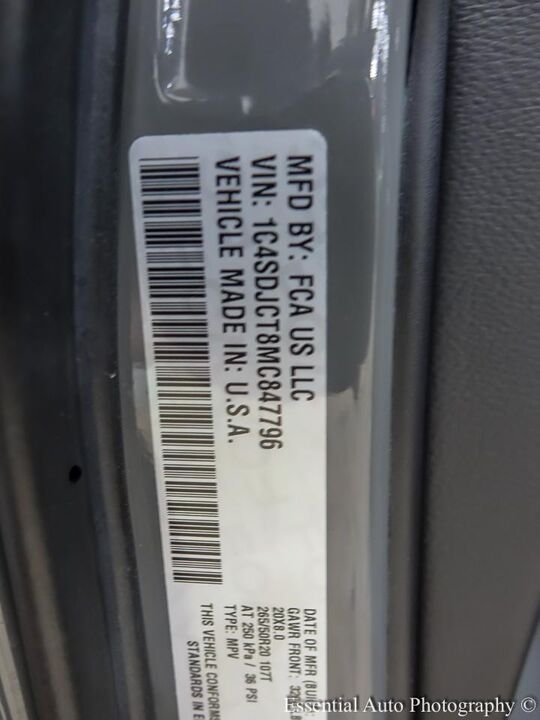 MFD BY: FCA US LLC
VIN: 1C4SDJCT8MC847796
VEHICLE MADE IN: U.S.A.
DATE OF MFR
GAWR FRONT:
20X8.0
265/50R20 107T
AT 250 kPa / 36 PSI
TYPE: MPV
THIS VEHICLE CONFORMS
STANDARDS IN
Essential Auto Photography ©